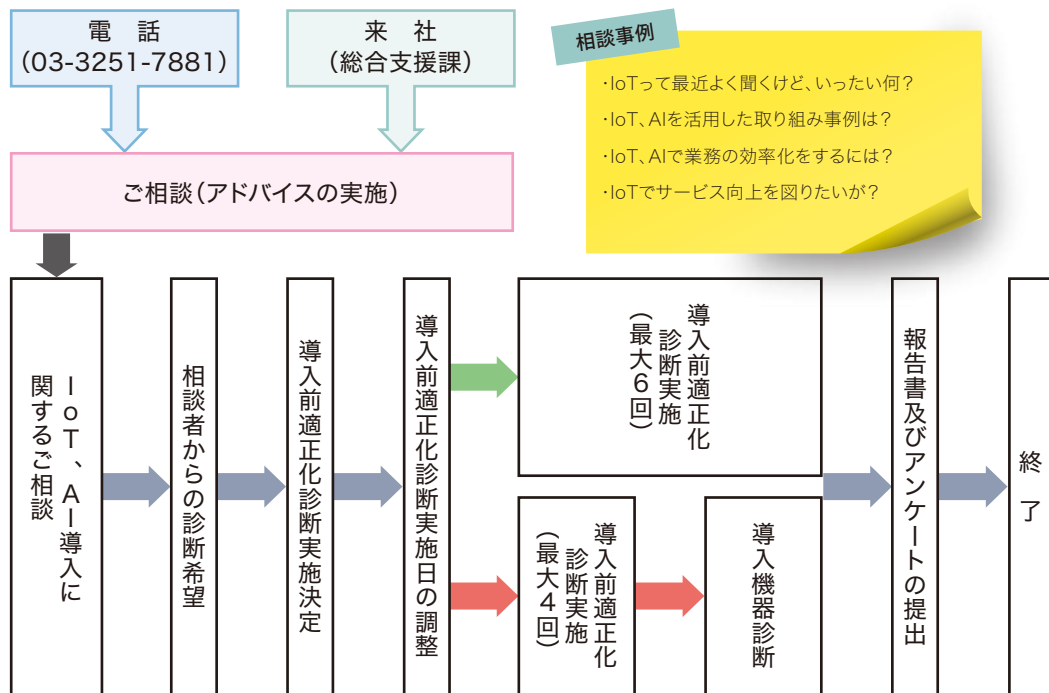 電　話
（03-3251-7881）
来　社
（総合支援課）
相談事例
・IoTって最近よく聞くけど、いったい何？
・IoT、AIを活用した取り組み事例は？
・IoT、AIで業務の効率化をするには？
・IoTでサービス向上を図りたいが？
ご相談（アドバイスの実施）
IoT、AI導入に
関するご相談
相談者からの診断希望
導入前適正化診断実施決定
導入前適正化診断実施日の調整
導入前適正化
診断実施
（最大6回）
導入前適正化
診断実施
（最大4回）
導入機器診断
報告書及びアンケートの提出
終　了